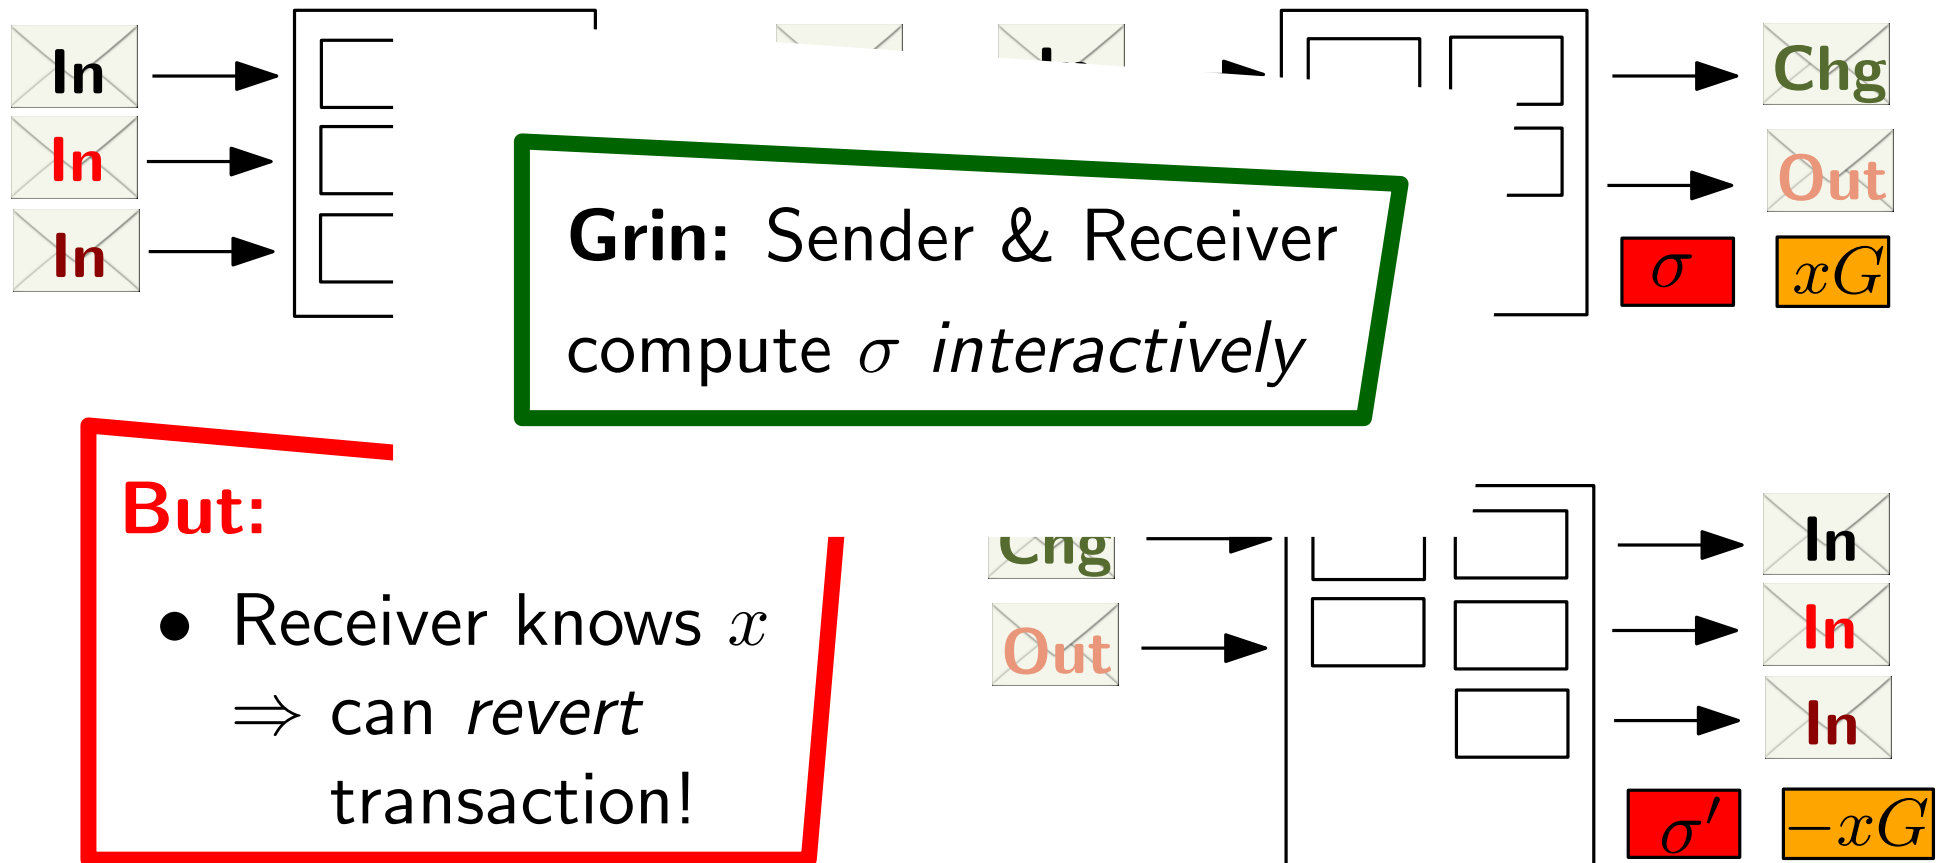 In
In
Chg
In
Out
In
σ
xG
Grin: Sender & Receiver
compute σ interactively
But:
• Receiver knows x
⇒ can revert
transaction!
Chg
Out
In
In
In
σ′
−xG